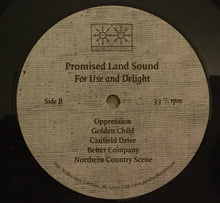 Promised Land Sound
For Use and Delight
Side B
33 ⅓ rpm
Oppression
Golden Child
Canfield Drive
Better Company
Northern Country Scene